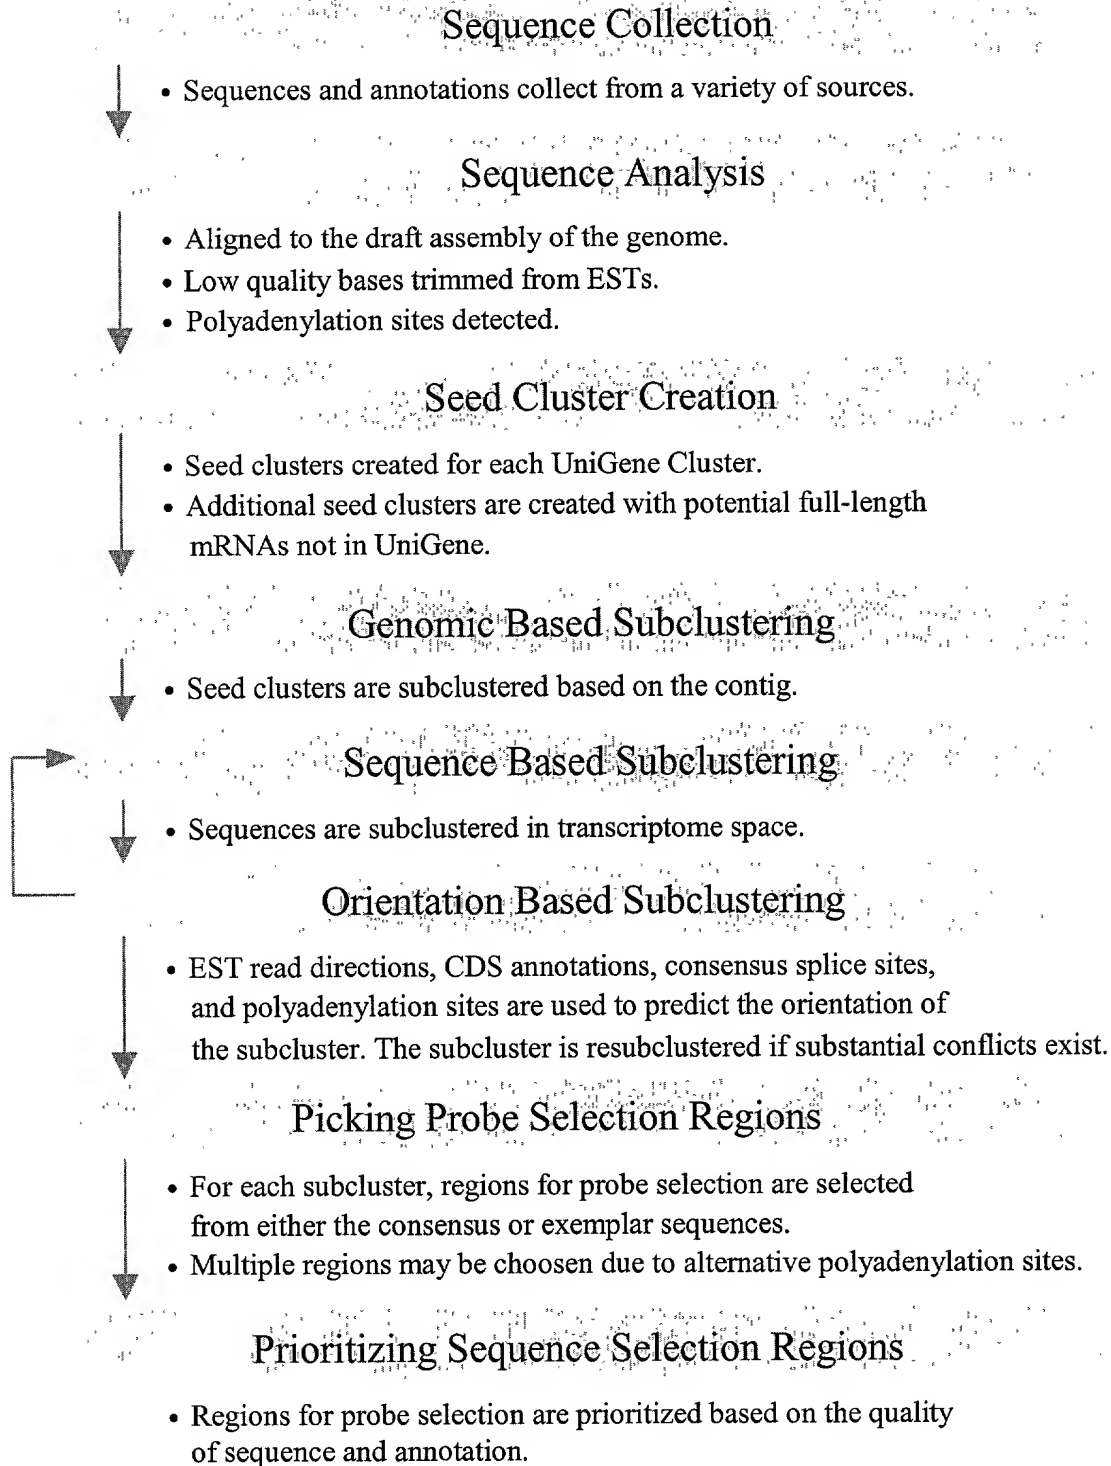 Sequence Collection
• Sequences and annotations collect from a variety of sources.
Sequence Analysis
• Aligned to the draft assembly of the genome.
• Low quality bases trimmed from ESTs.
• Polyadenylation sites detected.
Seed Cluster Creation
• Seed clusters created for each UniGene Cluster.
• Additional seed clusters are created with potential full-length
mRNAs not in UniGene.
Genomic Based Subclustering
• Seed clusters are subclustered based on the contig.
Sequence Based Subclustering
• Sequences are subclustered in transcriptome space.
Orientation Based Subclustering
• EST read directions, CDS annotations, consensus splice sites,
and polyadenylation sites are used to predict the orientation of
the subcluster. The subcluster is resubclustered if substantial conflicts exist.
Picking Probe Selection Regions
• For each subcluster, regions for probe selection are selected
from either the consensus or exemplar sequences.
• Multiple regions may be choosen due to alternative polyadenylation sites.
Prioritizing Sequence Selection Regions
• Regions for probe selection are prioritized based on the quality
of sequence and annotation.